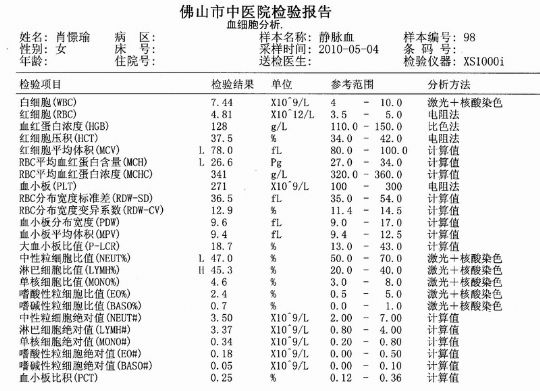 佛山市中医院检验报告
血细胞分析.
姓名: 肖憬瑜 病区: 样本名称: 静脉血 样本编号: 98
性别: 女 床号: 采样时间: 2010-05-04 条码号:
年龄: 住院号: 送检医生: 检验仪器: XS1000i
检验项目 检验结果 单位 参考范围 分析方法
白细胞(WBC) 7.44 X10^9/L 4 - 10.0 激光+核酸染色
红细胞(RBC) 4.81 X10^12/L 3.5 - 5.0 电阻法
血红蛋白浓度(HGB) 128 g/L 110.0 - 150.0 比色法
红细胞压积(HCT) 37.5 % 34.0 - 42.0 电阻法
红细胞平均体积(MCV) L 78.0 fL 80.0 - 100.0 计算值
RBC平均血红蛋白含量(MCH) L 26.6 Pg 27.0 - 34.0 计算值
RBC平均血红蛋白浓度(MCHC) 341 g/L 320.0 - 360.0 计算值
血小板(PLT) 271 X10^9/L 100 - 300 电阻法
RBC分布宽度标准差(RDW-SD) 36.5 fL 35.0 - 54.0 计算值
RBC分布宽度变异系数(RDW-CV) 12.9 % 11.4 - 14.5 计算值
血小板分布宽度(PDW) 9.6 fL 9.0 - 17.0 计算值
血小板平均体积(MPV) 9.4 fL 9.4 - 12.5 计算值
大血小板比值(P-LCR) 18.7 % 13.0 - 43.0 计算值
中性粒细胞比值(NEUT%) L 47.0 % 50.0 - 70.0 激光+核酸染色
淋巴细胞比值(LYMH%) H 45.3 % 20.0 - 40.0 激光+核酸染色
单核细胞比值(MONO%) 4.6 % 3.0 - 8.0 激光+核酸染色
嗜酸性粒细胞比值(EO%) 2.4 % 0.5 - 5.0 激光+核酸染色
嗜碱性粒细胞比值(BASO%) 0.7 % 0.0 - 1.0 激光+核酸染色
中性粒细胞绝对值(NEUT#) 3.50 X10^9/L 2.00 - 7.00 计算值
淋巴细胞绝对值(LYMH#) 3.37 X10^9/L 0.80 - 4.00 计算值
单核细胞绝对值(MONO#) 0.34 X10^9/L 0.20 - 0.80 计算值
嗜酸性粒细胞绝对值(EO#) 0.18 X10^9/L 0.00 - 0.50 计算值
嗜碱性粒细胞绝对值(BASO#) 0.05 X10^9/L 0.00 - 0.10 计算值
血小板比积(PCT) 0.25 % 0.12 - 0.36 计算值